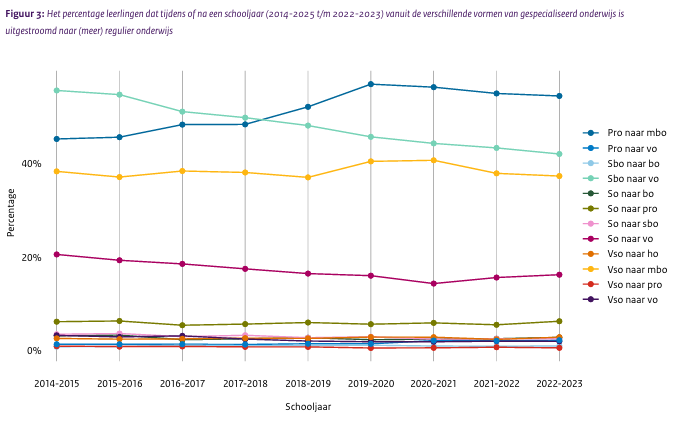 Figuur 3: Het percentage leerlingen dat tijdens of na een schooljaar (2014-2025 t/m 2022-2023) vanuit de verschillende vormen van gespecialiseerd onderwijs is
uitgestroomd naar (meer) regulier onderwijs
Percentage
40%
20%
0%
2014-2015
2015-2016
2016-2017
2017-2018
2018-2019
2019-2020
2020-2021
2021-2022
2022-2023
Schooljaar
Pro naar mbo
Pro naar vo
Sbo naar bo
Sbo naar vo
So naar bo
So naar pro
So naar sbo
So naar vo
Vso naar ho
Vso naar mbo
Vso naar pro
Vso naar vo